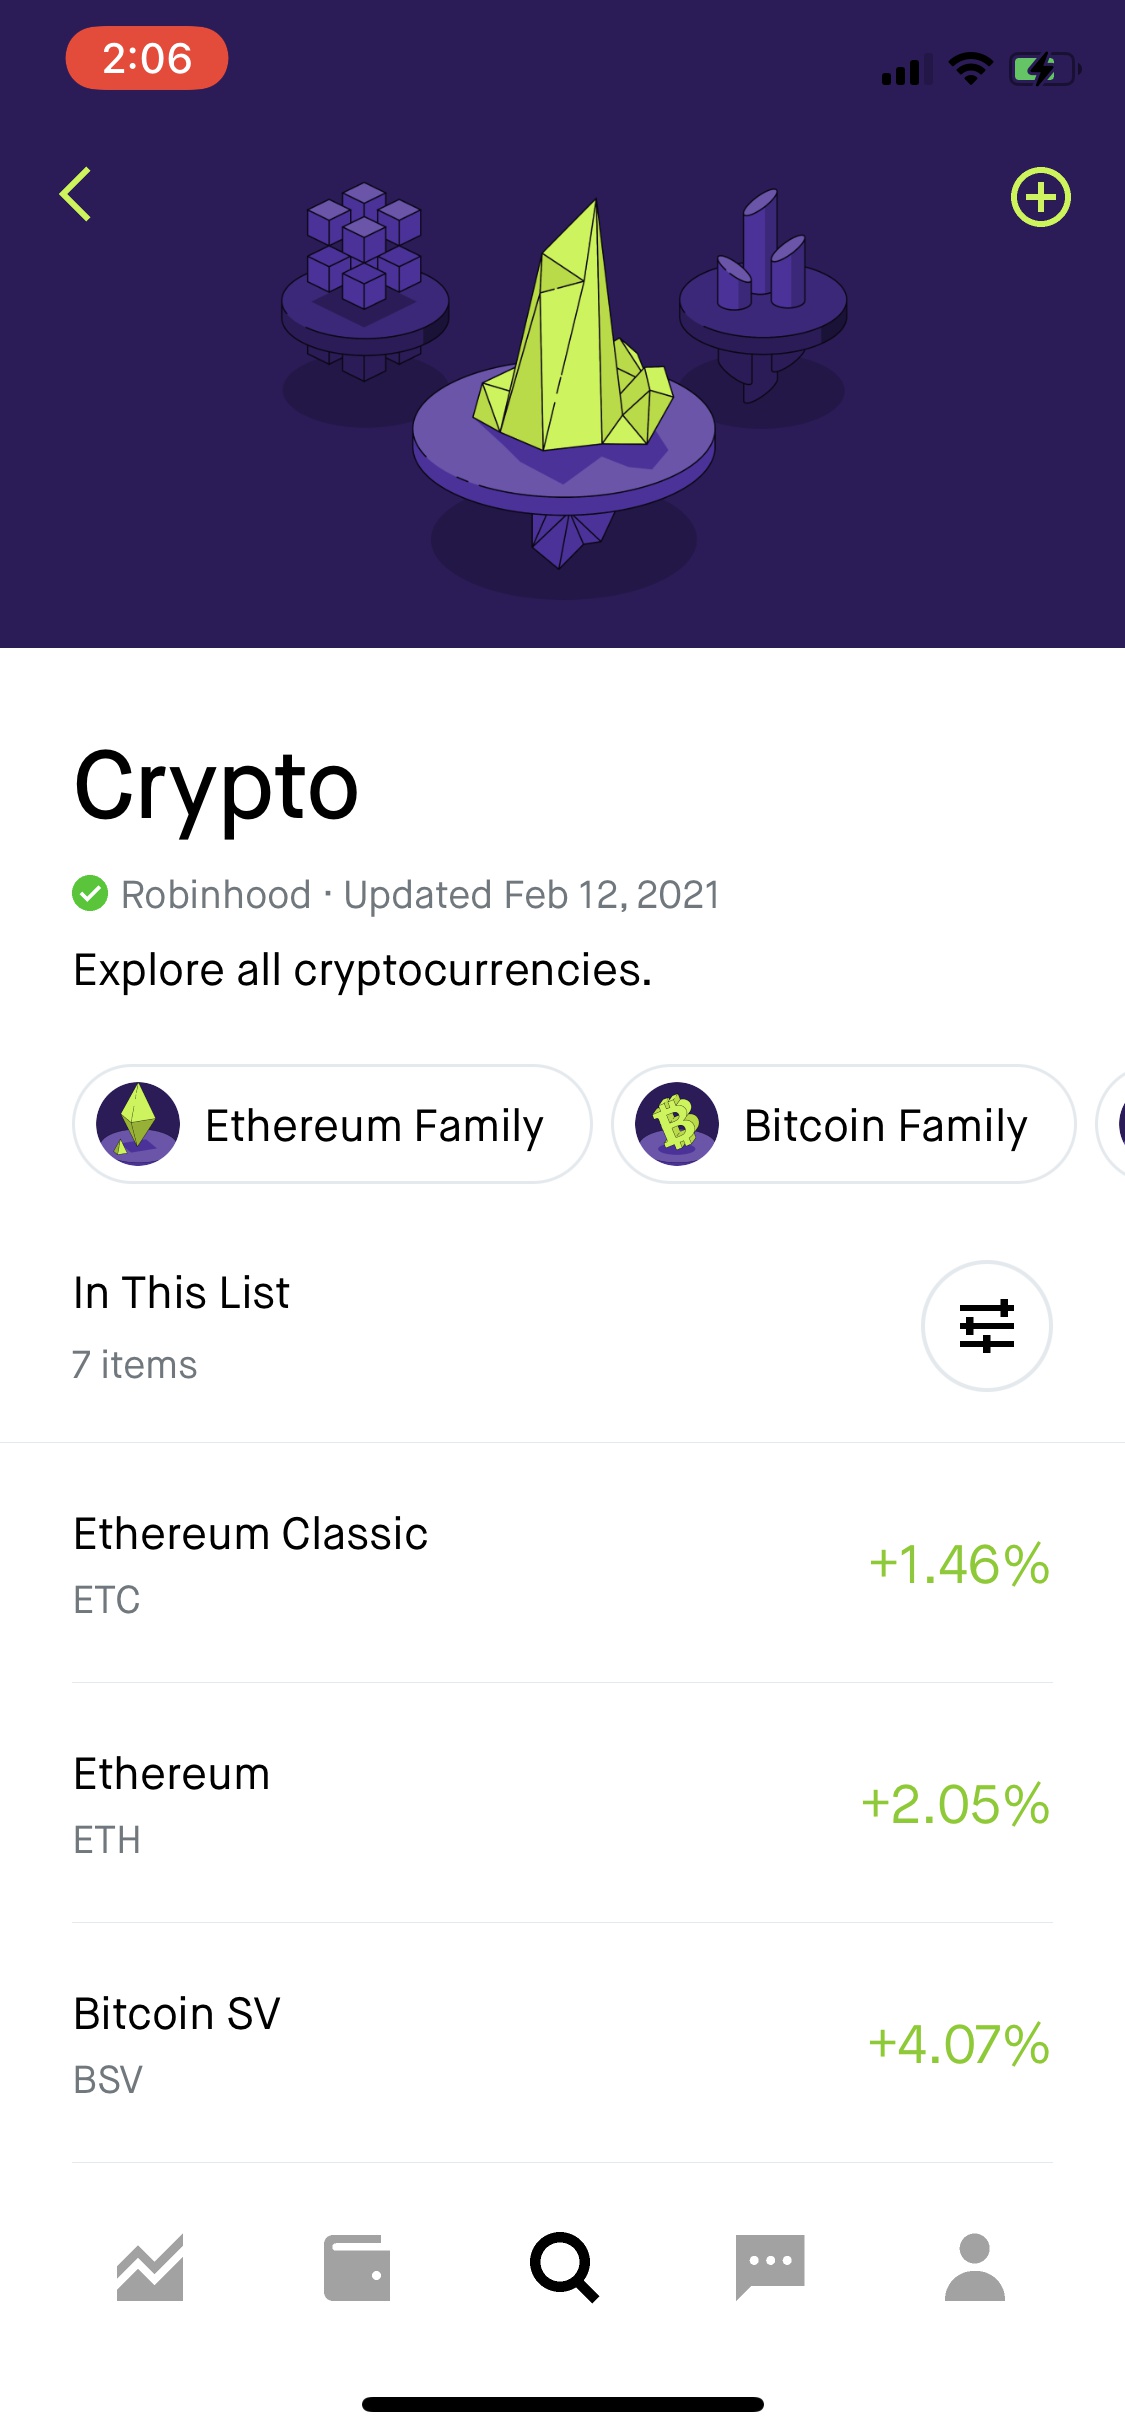 2:06
Crypto
Robinhood · Updated Feb 12, 2021
Explore all cryptocurrencies.
Ethereum Family
Bitcoin Family
In This List
7 items
Ethereum Classic
+1.46%
ETC
Ethereum
+2.05%
ETH
Bitcoin SV
+4.07%
BSV